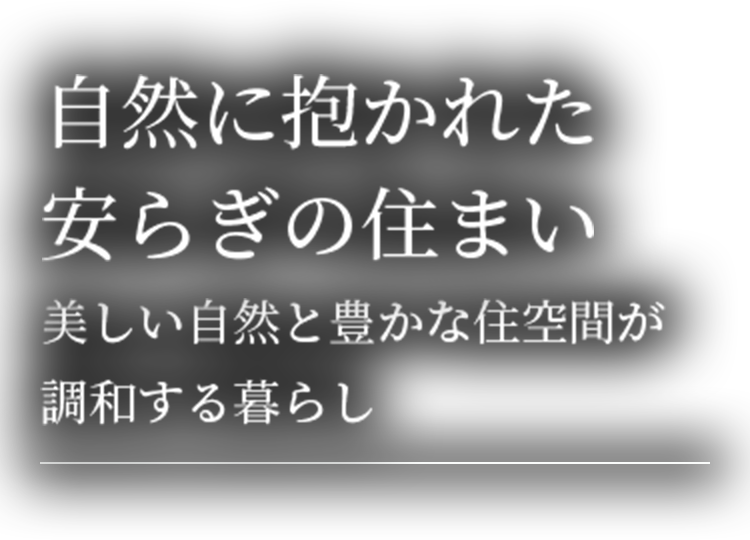 自然に抱かれた
安らぎの住まい
美しい自然と豊かな住空間が
調和する暮らし